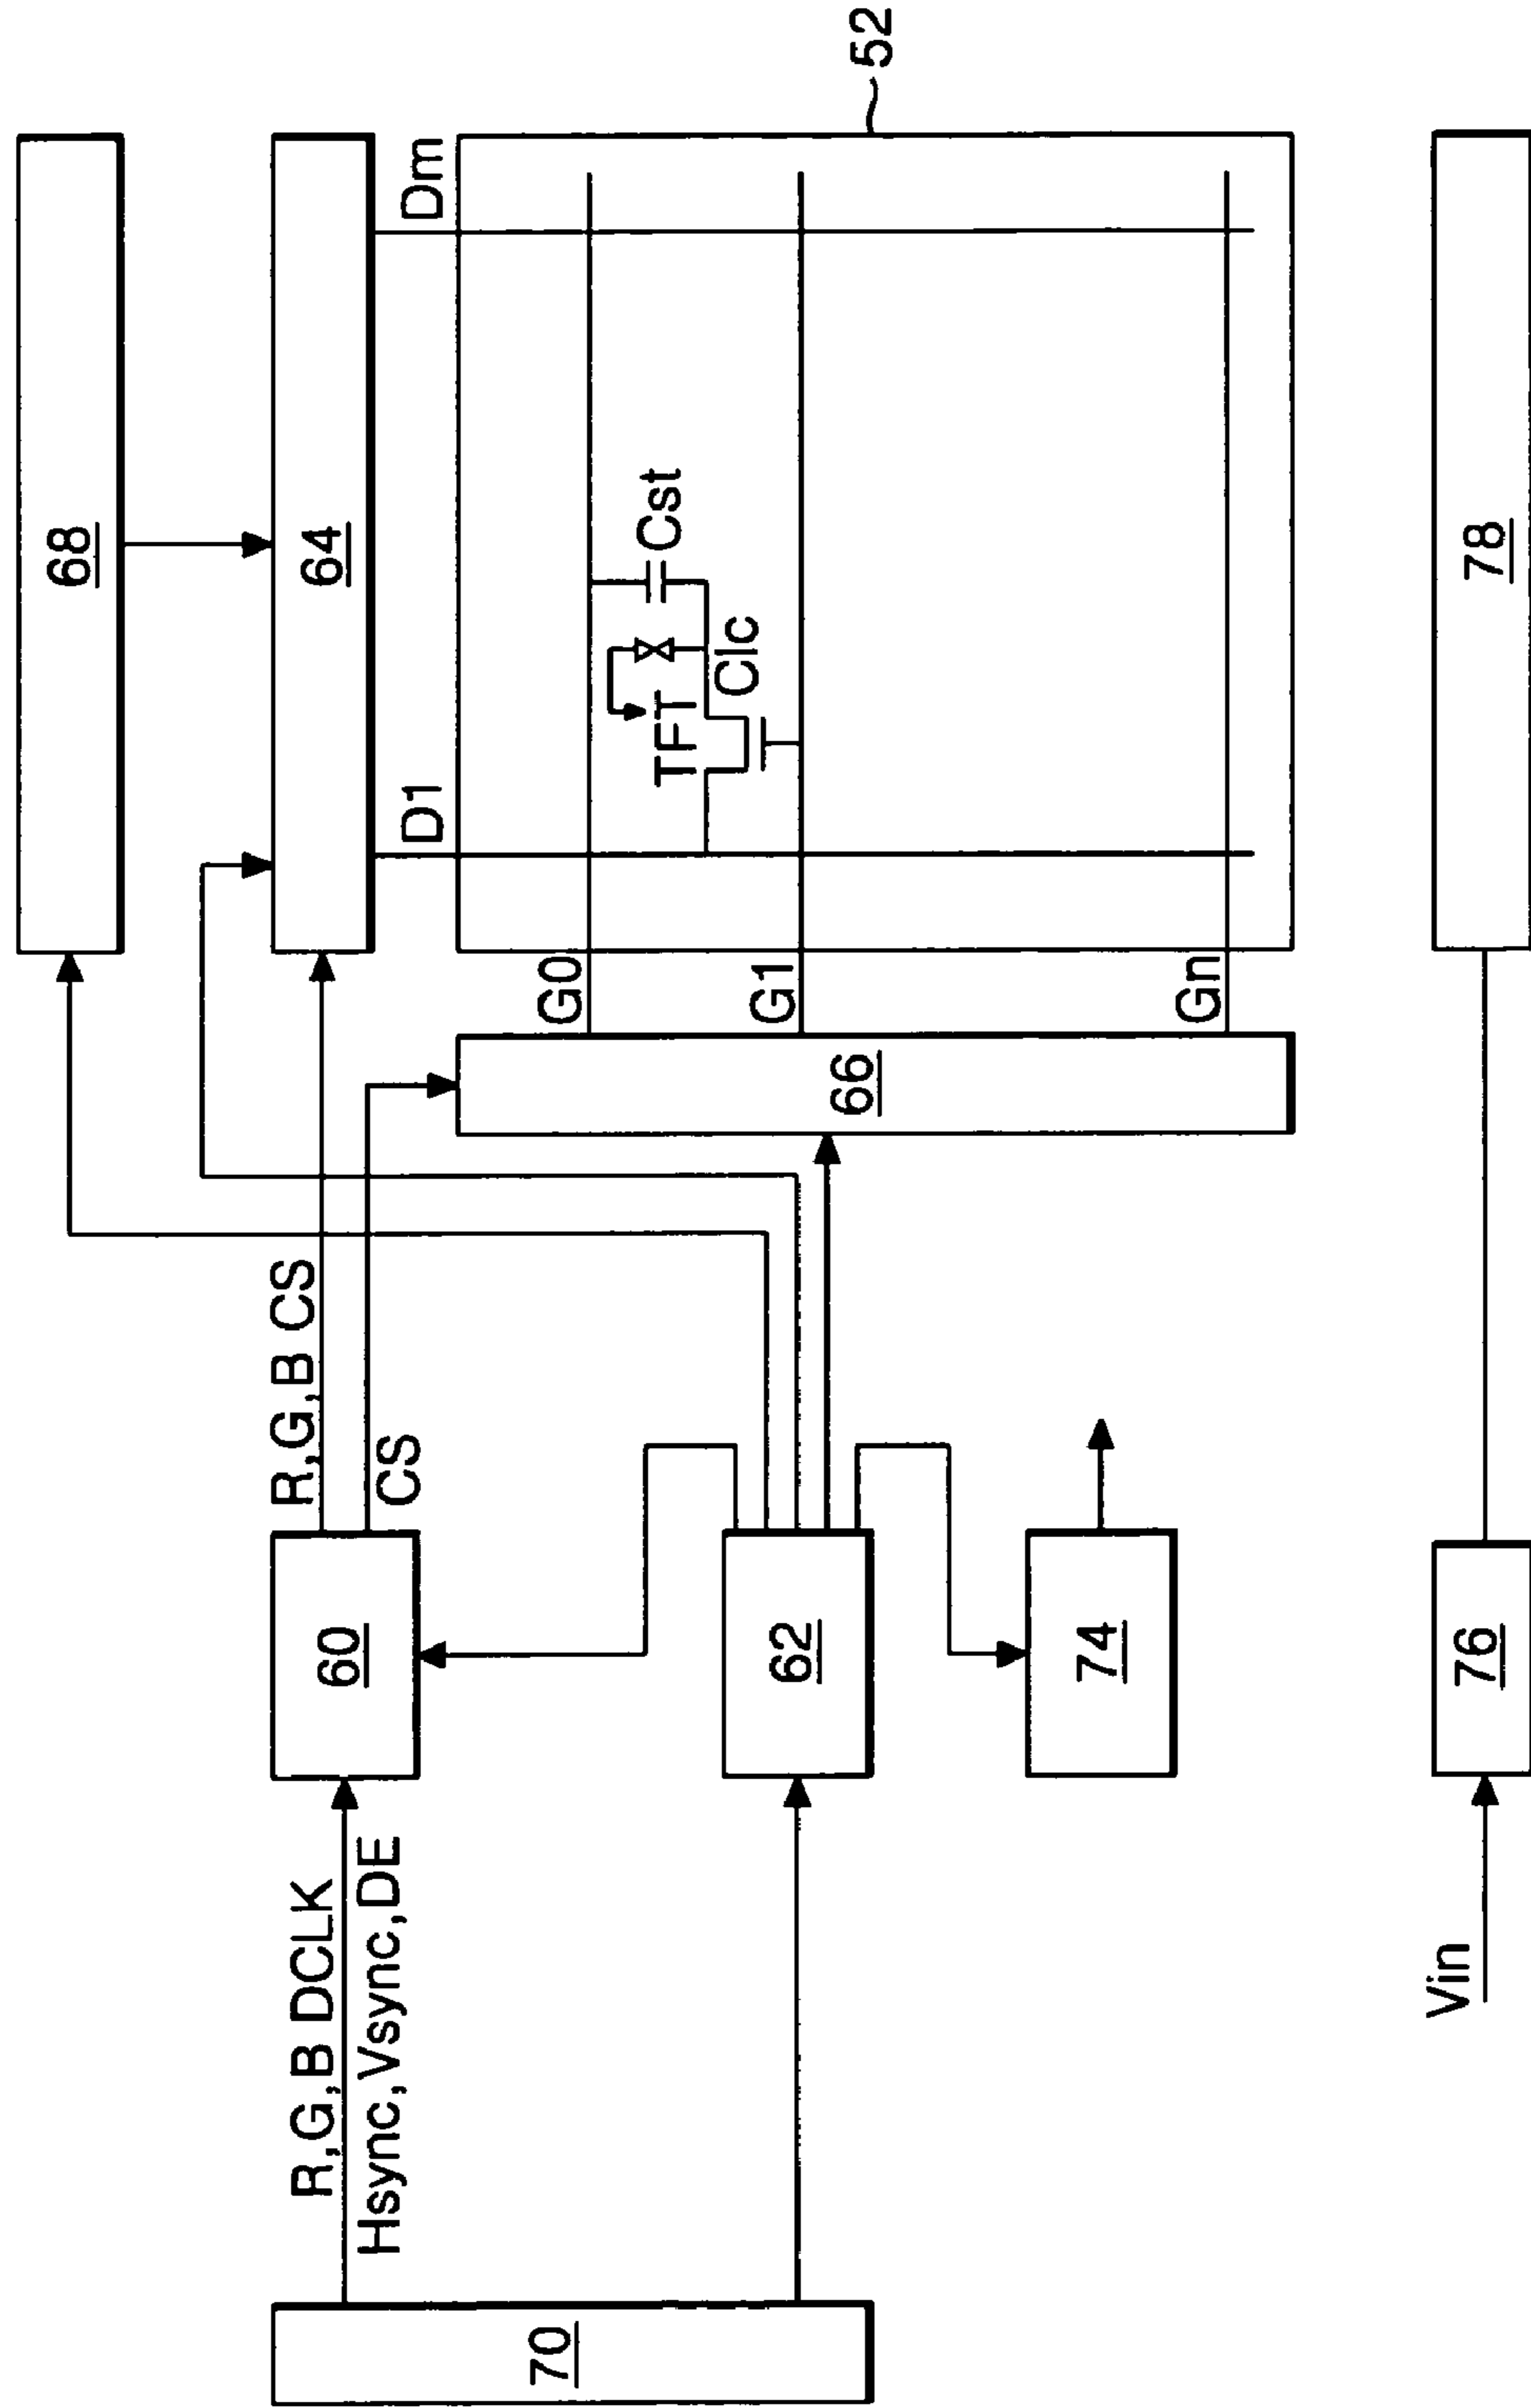 68
64
D1
Dm
52
R,G,B CS
CS
60
R,G,B DCLK
Hsync,Vsync,DE
70
62
66
G0
G1
Gn
TFT
Cst
Clc
74
76
Vin
78